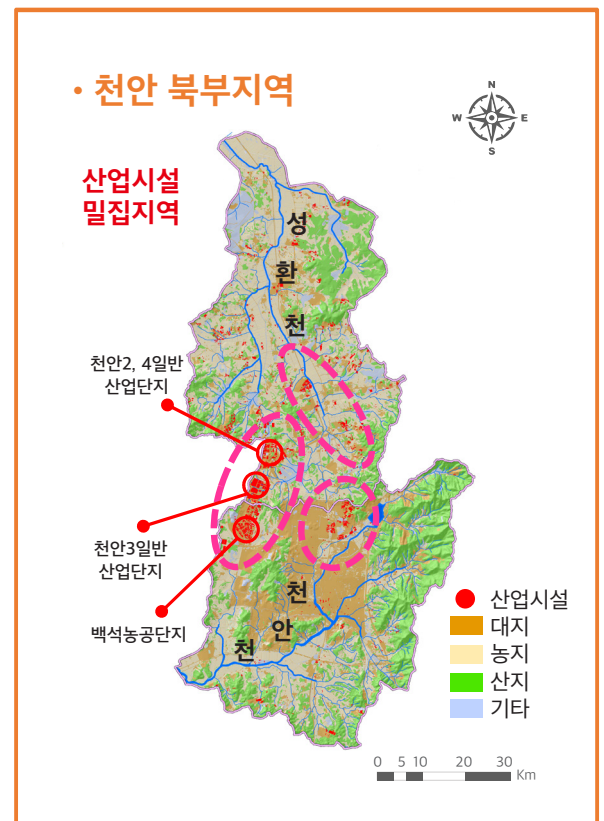 • 천안 북부지역
N
W E
S
산업시설
밀집지역
성
환
천
천안2, 4일반
산업단지
천안3일반
산업단지
백석농공단지
천
안
천
산업시설
대지
농지
산지
기타
0 5 10 20 30
Km